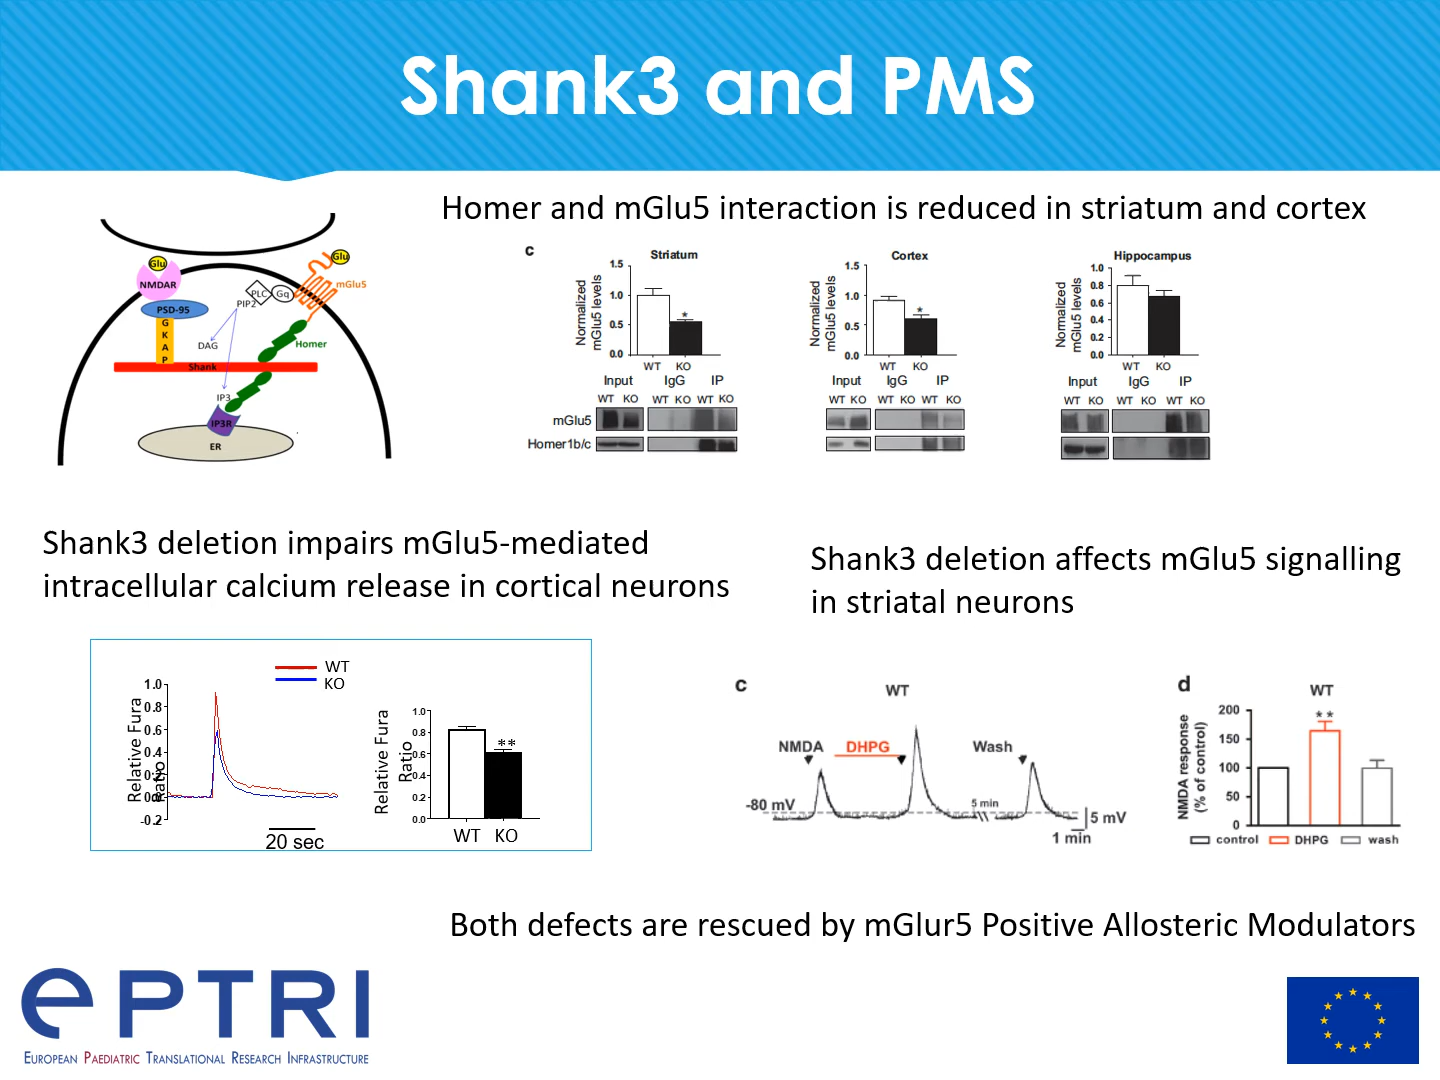 Shank3 and PMS
Homer and mGlu5 interaction is reduced in striatum and cortex
Glu
NMDAR
PSD-95
G
K
A
P
PLC
Gq
PIP2
DAG
Glu
mGlu5
Homer
Shank
IP3
IP3R
ER
c
Striatum
Normalized
mGlu5 levels
1.5
1.0
0.5
0.0
*
WT KO
Input IgG IP
WT KO WT KO WT KO
mGlu5
Homer1b/c
Cortex
Normalized
mGlu5 levels
1.5
1.0
0.5
0.0
*
WT KO
Input IgG IP
WT KO WT KO WT KO
Hippocampus
Normalized
mGlu5 levels
1.0
0.8
0.6
0.4
0.2
0.0
WT KO
Input IgG IP
WT KO WT KO WT KO
Shank3 deletion impairs mGlu5-mediated
intracellular calcium release in cortical neurons
WT
KO
Relative Fura
Ratio
1.0
0.8
0.6
0.4
0.2
0.0
-0.2
20 sec
Relative Fura
Ratio
1.0
0.8
0.6
0.4
0.2
0.0
**
WT KO
Shank3 deletion affects mGlu5 signalling
in striatal neurons
c
WT
NMDA DHPG Wash
-80 mV
5 min
5 mV
1 min
d
WT
NMDA response
(% of control)
200
150
100
50
0
**
control DHPG wash
Both defects are rescued by mGlur5 Positive Allosteric Modulators
ePTRI
EUROPEAN PAEDIATRIC TRANSLATIONAL RESEARCH INFRASTRUCTURE